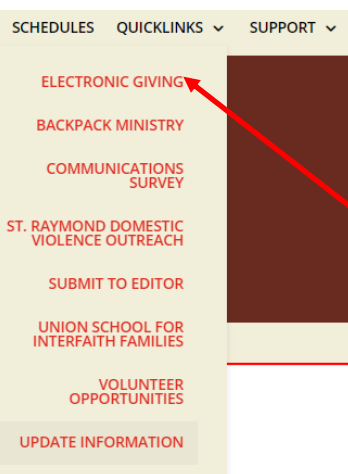 SCHEDULES QUICKLINKS SUPPORT
ELECTRONIC GIVING
BACKPACK MINISTRY
COMMUNICATIONS
SURVEY
ST. RAYMOND DOMESTIC
VIOLENCE OUTREACH
SUBMIT TO EDITOR
UNION SCHOOL FOR
INTERFAITH FAMILIES
VOLUNTEER
OPPORTUNITIES
UPDATE INFORMATION